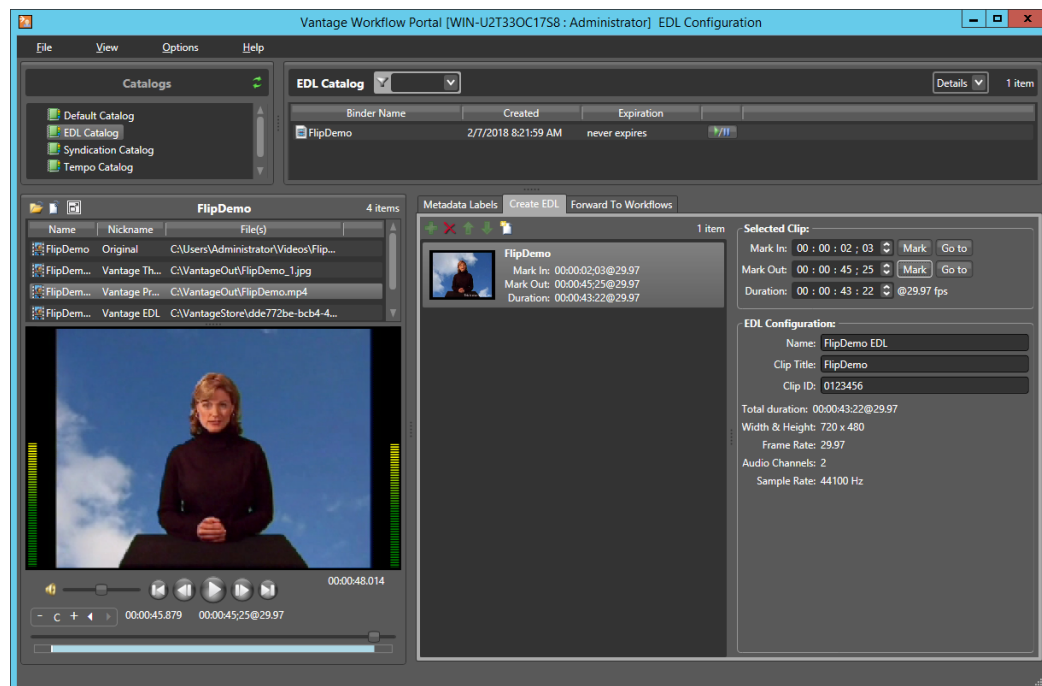 Vantage Workflow Portal [WIN-U2T33OC17S8 : Administrator] EDL Configuration
File View Options Help
Catalogs
Default Catalog
EDL Catalog
Syndication Catalog
Tempo Catalog
EDL Catalog Details 1 item
Binder Name Created Expiration
FlipDemo 2/7/2018 8:21:59 AM never expires
FlipDemo 4 items
Name Nickname File(s)
FlipDemo Original C:\Users\Administrator\Videos\Flip...
FlipDem... Vantage Th... C:\VantageOut\FlipDemo_1.jpg
FlipDem... Vantage Pr... C:\VantageOut\FlipDemo.mp4
FlipDem... Vantage EDL C:\VantageStore\dde772be-bcb4-4...
00:00:48.014
- C + 00:00:45.879 00:00:45;25@29.97
Metadata Labels Create EDL Forward To Workflows
1 item
FlipDemo
Mark In: 00:00:02;03@29.97
Mark Out: 00:00:45;25@29.97
Duration: 00:00:43:22@29.97
Selected Clip:
Mark In: 00 : 00 : 02 ; 03 Mark Go to
Mark Out: 00 : 00 : 45 ; 25 Mark Go to
Duration: 00 : 00 : 43 : 22 @29.97 fps
EDL Configuration:
Name: FlipDemo EDL
Clip Title: FlipDemo
Clip ID: 0123456
Total duration: 00:00:43:22@29.97
Width & Height: 720 x 480
Frame Rate: 29.97
Audio Channels: 2
Sample Rate: 44100 Hz